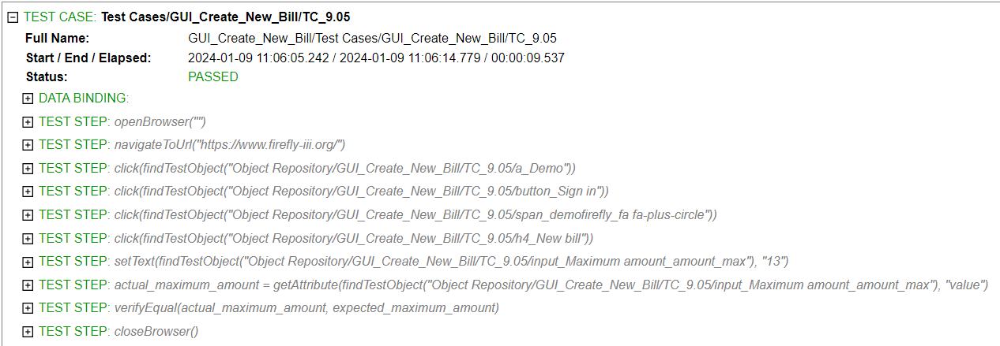 TEST CASE: Test Cases/GUI_Create_New_Bill/TC_9.05
Full Name: GUI_Create_New_Bill/Test Cases/GUI_Create_New_Bill/TC_9.05
Start / End / Elapsed: 2024-01-09 11:06:05.242 / 2024-01-09 11:06:14.779 / 00:00:09.537
Status: PASSED
DATA BINDING:
TEST STEP: openBrowser("")
TEST STEP: navigateToUrl("https://www.firefly-iii.org/")
TEST STEP: click(findTestObject("Object Repository/GUI_Create_New_Bill/TC_9.05/a_Demo"))
TEST STEP: click(findTestObject("Object Repository/GUI_Create_New_Bill/TC_9.05/button_Sign in"))
TEST STEP: click(findTestObject("Object Repository/GUI_Create_New_Bill/TC_9.05/span_demofirefly_fa fa-plus-circle"))
TEST STEP: click(findTestObject("Object Repository/GUI_Create_New_Bill/TC_9.05/h4_New bill"))
TEST STEP: setText(findTestObject("Object Repository/GUI_Create_New_Bill/TC_9.05/input_Maximum amount_amount_max"), "13")
TEST STEP: actual_maximum_amount = getAttribute(findTestObject("Object Repository/GUI_Create_New_Bill/TC_9.05/input_Maximum amount_amount_max"), "value")
TEST STEP: verifyEqual(actual_maximum_amount, expected_maximum_amount)
TEST STEP: closeBrowser()